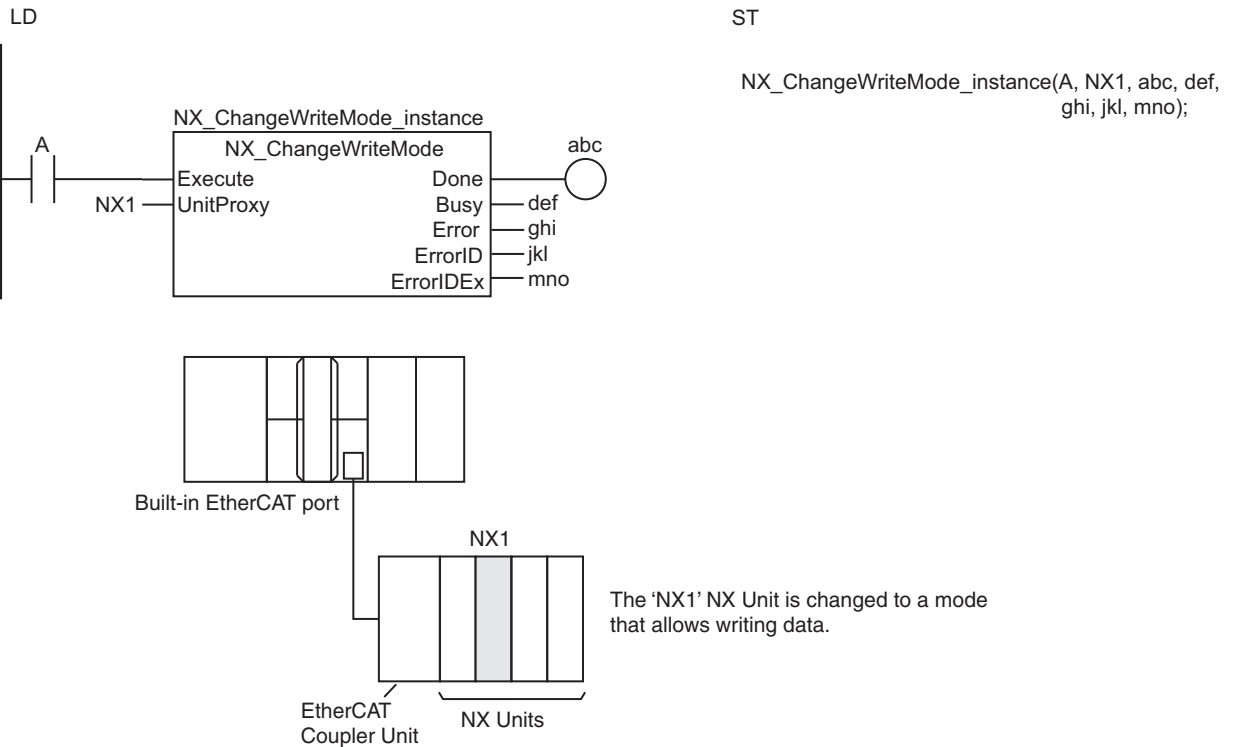 LD
ST
NX_ChangeWriteMode_instance(A, NX1, abc, def,
ghi, jkl, mno);
NX_ChangeWriteMode_instance
A
NX_ChangeWriteMode
abc
Execute
Done
NX1
UnitProxy
Busy
def
Error
ghi
ErrorID
jkl
ErrorIDEx
mno
Built-in EtherCAT port
NX1
The ‘NX1’ NX Unit is changed to a mode
that allows writing data.
EtherCAT
Coupler Unit
NX Units